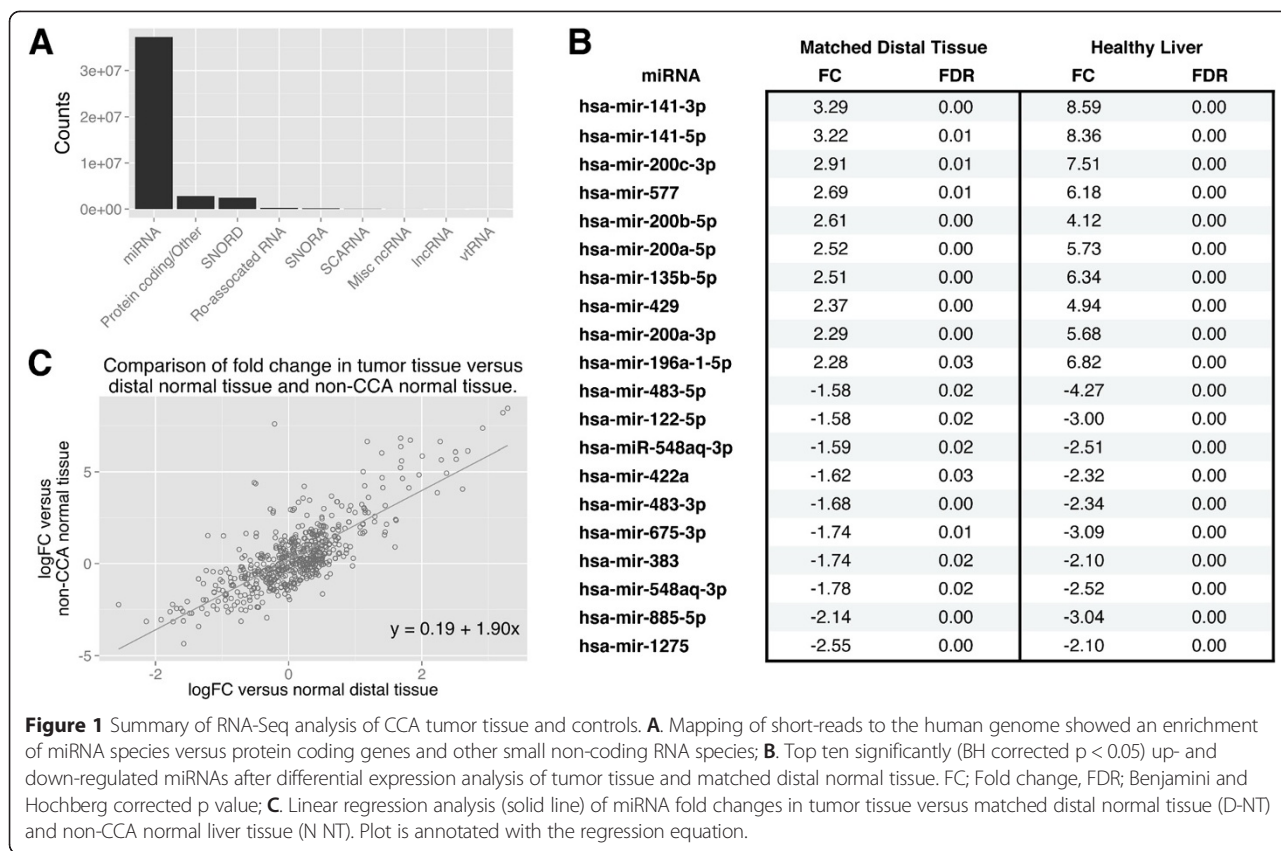 A
Counts
3e+07
2e+07
1e+07
0e+00
miRNA
Protein coding/Other
SNORD
Ro-assocated RNA
SNORA
SCARNA
Misc ncRNA
lncRNA
vtRNA
B
Matched Distal Tissue Healthy Liver
miRNA FC FDR FC FDR
hsa-mir-141-3p 3.29 0.00 8.59 0.00
hsa-mir-141-5p 3.22 0.01 8.36 0.00
hsa-mir-200c-3p 2.91 0.01 7.51 0.00
hsa-mir-577 2.69 0.01 6.18 0.00
hsa-mir-200b-5p 2.61 0.00 4.12 0.00
hsa-mir-200a-5p 2.52 0.00 5.73 0.00
hsa-mir-135b-5p 2.51 0.00 6.34 0.00
hsa-mir-429 2.37 0.00 4.94 0.00
hsa-mir-200a-3p 2.29 0.00 5.68 0.00
hsa-mir-196a-1-5p 2.28 0.03 6.82 0.00
hsa-mir-483-5p -1.58 0.02 -4.27 0.00
hsa-mir-122-5p -1.58 0.02 -3.00 0.00
hsa-miR-548aq-3p -1.59 0.02 -2.51 0.00
hsa-mir-422a -1.62 0.03 -2.32 0.00
hsa-mir-483-3p -1.68 0.00 -2.34 0.00
hsa-mir-675-3p -1.74 0.01 -3.09 0.00
hsa-mir-383 -1.74 0.02 -2.10 0.00
hsa-mir-548aq-3p -1.78 0.02 -2.52 0.00
hsa-mir-885-5p -2.14 0.00 -3.04 0.00
hsa-mir-1275 -2.55 0.00 -2.10 0.00
C
Comparison of fold change in tumor tissue versus
distal normal tissue and non-CCA normal tissue.
logFC versus
non-CCA normal tissue
5
0
-5
y = 0.19 + 1.90x
-2 0 2
logFC versus normal distal tissue
Figure 1 Summary of RNA-Seq analysis of CCA tumor tissue and controls. A. Mapping of short-reads to the human genome showed an enrichment
of miRNA species versus protein coding genes and other small non-coding RNA species; B. Top ten significantly (BH corrected p < 0.05) up- and
down-regulated miRNAs after differential expression analysis of tumor tissue and matched distal normal tissue. FC; Fold change, FDR; Benjamini and
Hochberg corrected p value; C. Linear regression analysis (solid line) of miRNA fold changes in tumor tissue versus matched distal normal tissue (D-NT)
and non-CCA normal liver tissue (N NT). Plot is annotated with the regression equation.